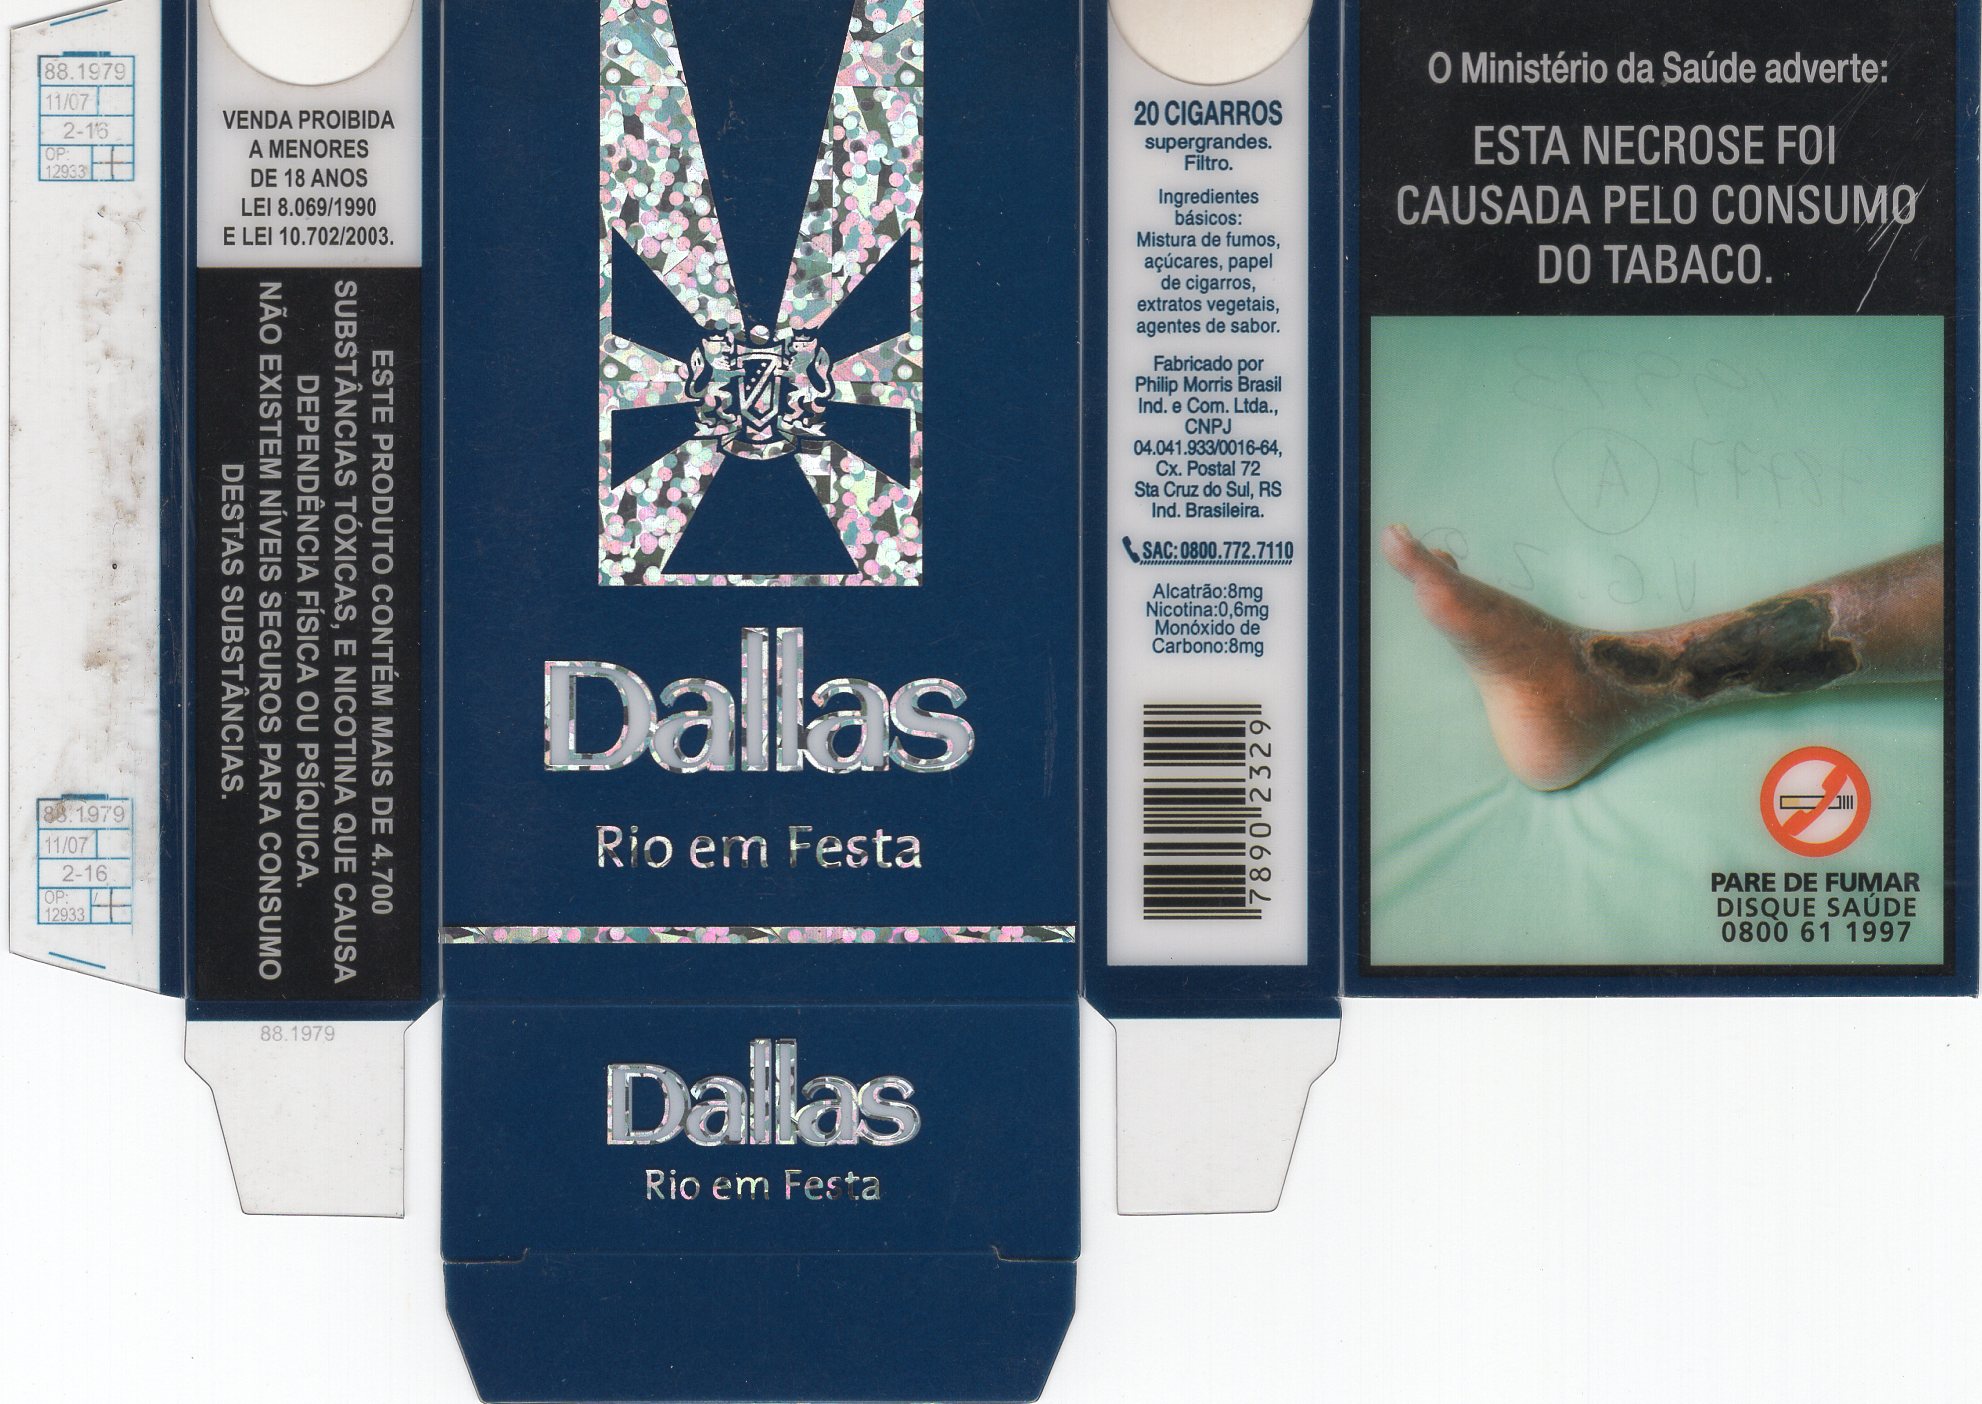 88.1979
11/07
2-16
OP:
12933
88.1979
11/07
2-16
OP:
12933
VENDA PROIBIDA
A MENORES
DE 18 ANOS
LEI 8.069/1990
E LEI 10.702/2003.
ESTE PRODUTO CONTÉM MAIS DE 4.700
SUBSTÂNCIAS TÓXICAS, E NICOTINA QUE CAUSA
DEPENDÊNCIA FÍSICA OU PSÍQUICA.
NÃO EXISTEM NÍVEIS SEGUROS PARA CONSUMO
DESTAS SUBSTÂNCIAS.
88.1979
Dallas
Rio em Festa
Dallas
Rio em Festa
20 CIGARROS
supergrandes.
Filtro.
Ingredientes
básicos:
Mistura de fumos,
açúcares, papel
de cigarros,
extratos vegetais,
agentes de sabor.
Fabricado por
Philip Morris Brasil
Ind. e Com. Ltda.,
CNPJ
04.041.933/0016-64,
Cx. Postal 72
Sta Cruz do Sul, RS
Ind. Brasileira.
SAC: 0800.772.7110
Alcatrão:8mg
Nicotina:0,6mg
Monóxido de
Carbono:8mg
78902329
O Ministério da Saúde adverte:
ESTA NECROSE FOI
CAUSADA PELO CONSUMO
DO TABACO.
PARE DE FUMAR
DISQUE SAÚDE
0800 61 1997